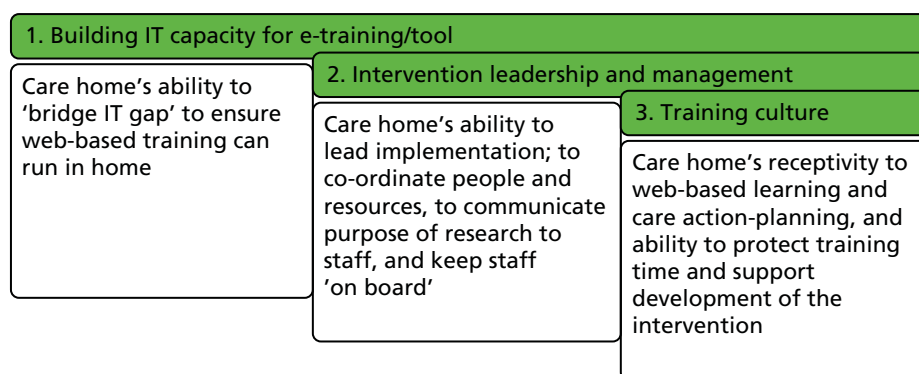 1. Building IT capacity for e-training/tool
Care home’s ability to
‘bridge IT gap’ to ensure
web-based training can
run in home
2. Intervention leadership and management
Care home’s ability to
lead implementation; to
co-ordinate people and
resources, to communicate
purpose of research to
staff, and keep staff
’on board’
3. Training culture
Care home’s receptivity to
web-based learning and
care action-planning, and
ability to protect training
time and support
development of the
intervention